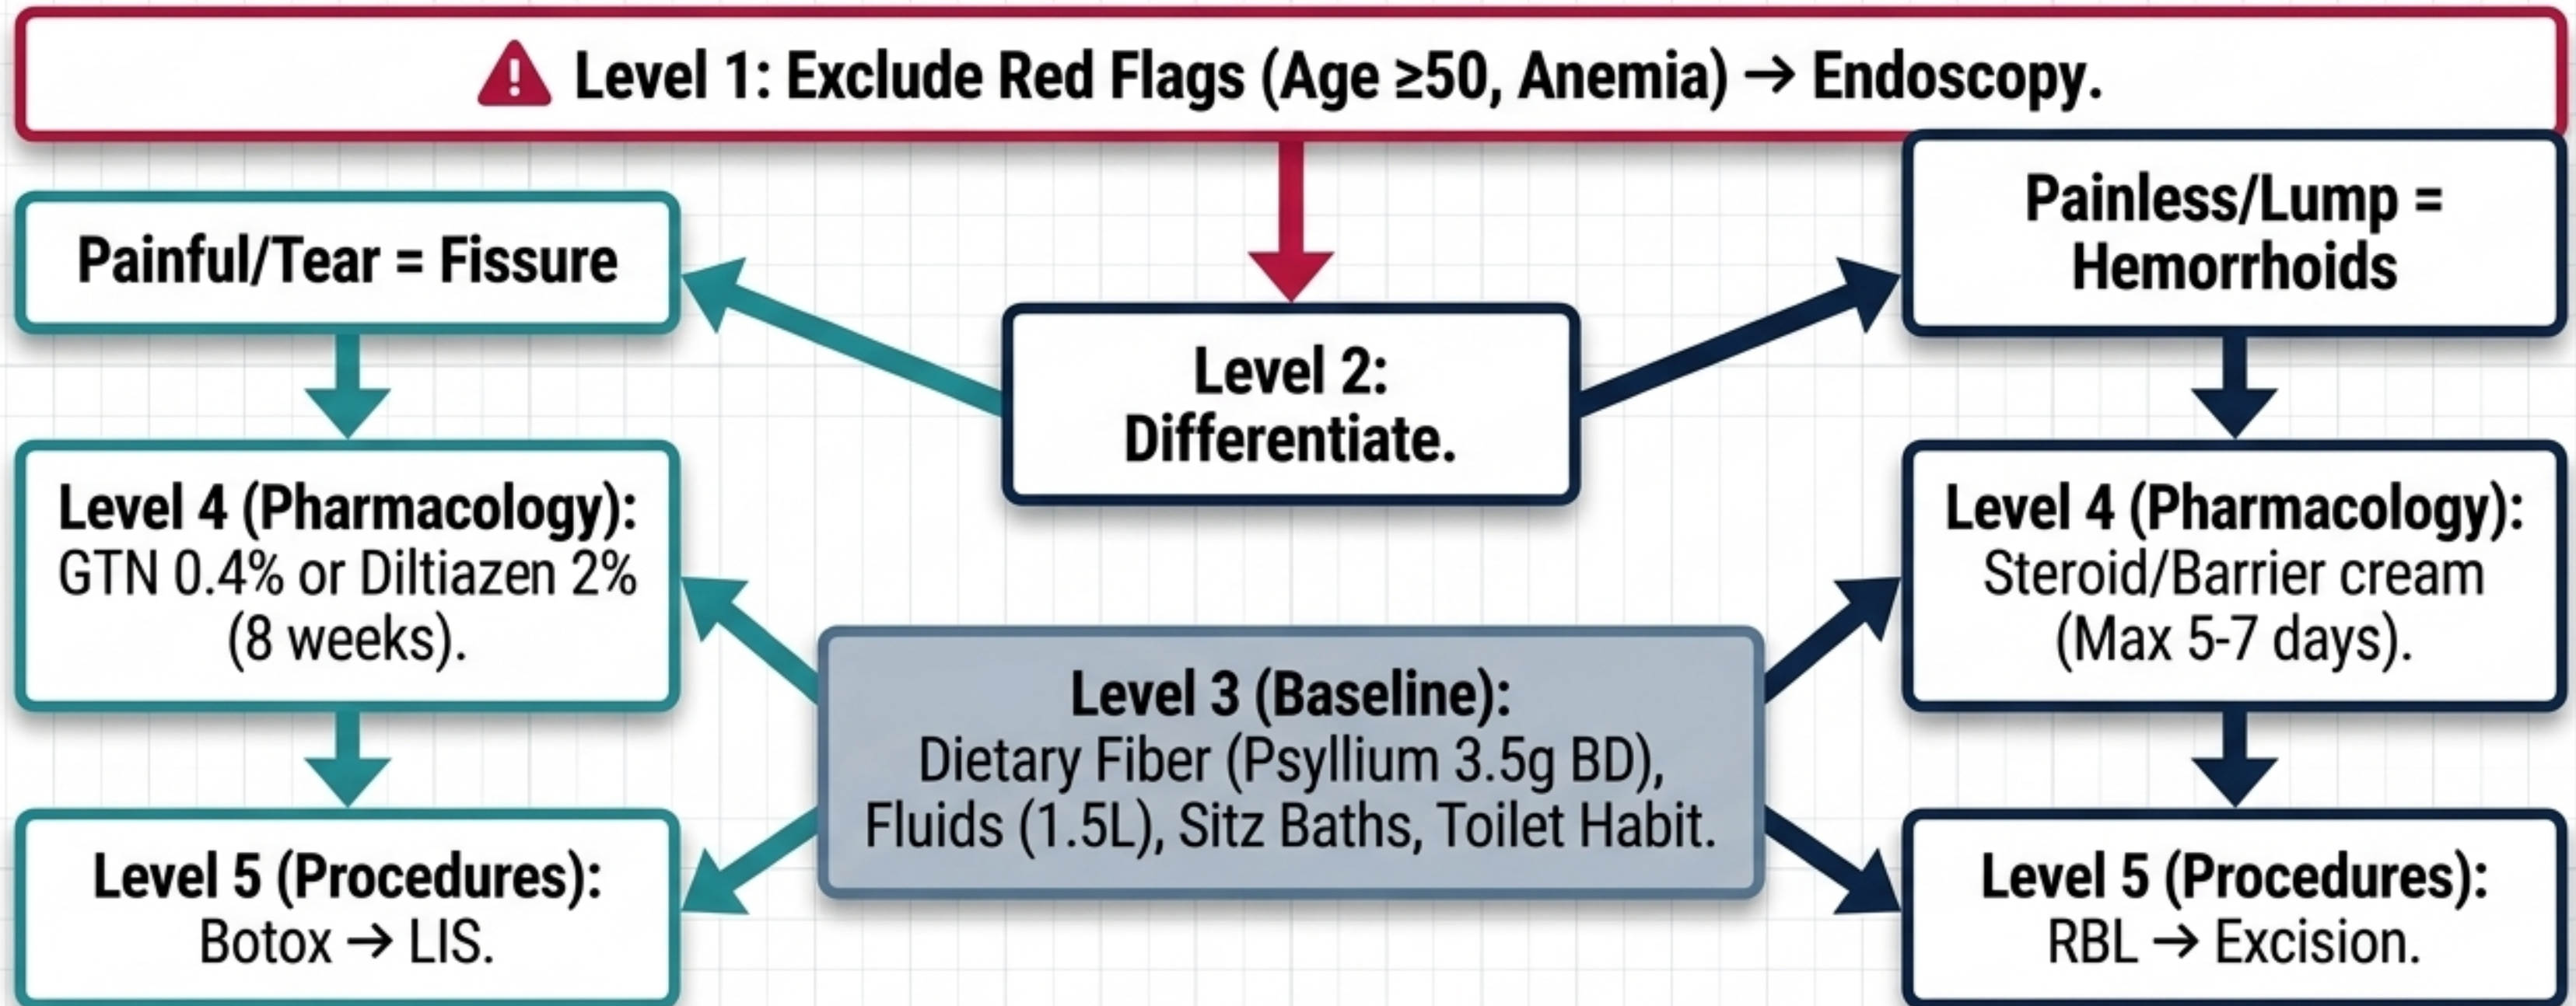 Level 1: Exclude Red Flags (Age ≥50, Anemia) → Endoscopy.
Painful/Tear = Fissure
Painless/Lump =
Hemorrhoids
Level 2:
Differentiate.
Level 4 (Pharmacology):
GTN 0.4% or Diltiazen 2%
(8 weeks).
Level 4 (Pharmacology):
Steroid/Barrier cream
(Max 5-7 days).
Level 3 (Baseline):
Dietary Fiber (Psyllium 3.5g BD),
Fluids (1.5L), Sitz Baths, Toilet Habit.
Level 5 (Procedures):
Botox → LIS.
Level 5 (Procedures):
RBL → Excision.